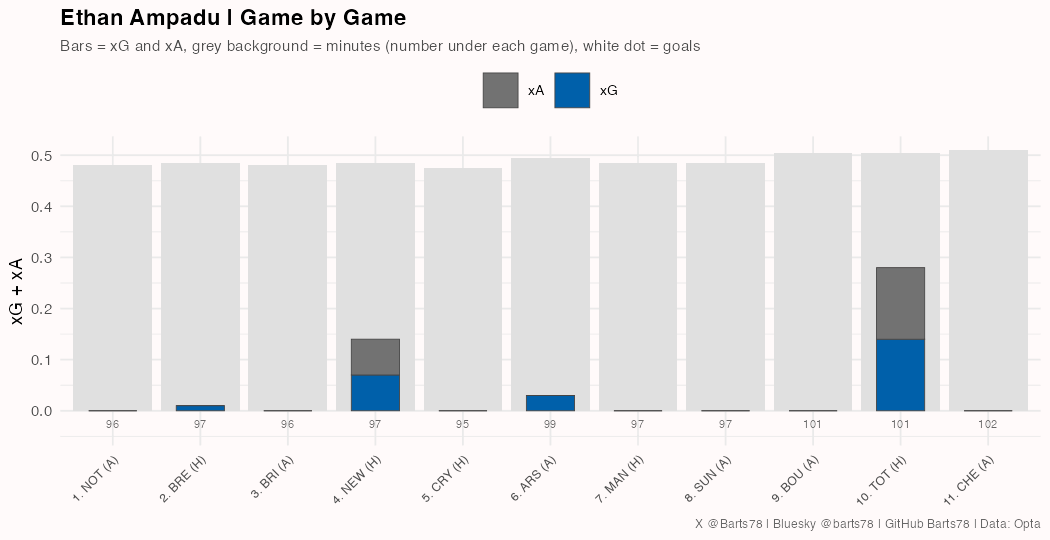 Ethan Ampadu | Game by Game
Bars = xG and xA, grey background = minutes (number under each game), white dot = goals
xA xG
xG + xA
0.5
0.4
0.3
0.2
0.1
0.0
96 97 96 97 95 99 97 97 101 101 102
1. NOT (A) 2. BRE (H) 3. BRI (A) 4. NEW (H) 5. CRY (H) 6. ARS (A) 7. MAN (H) 8. SUN (A) 9. BOU (A) 10. TOT (H) 11. CHE (A)
X @Barts78 | Bluesky @barts78 | GitHub Barts78 | Data: Opta